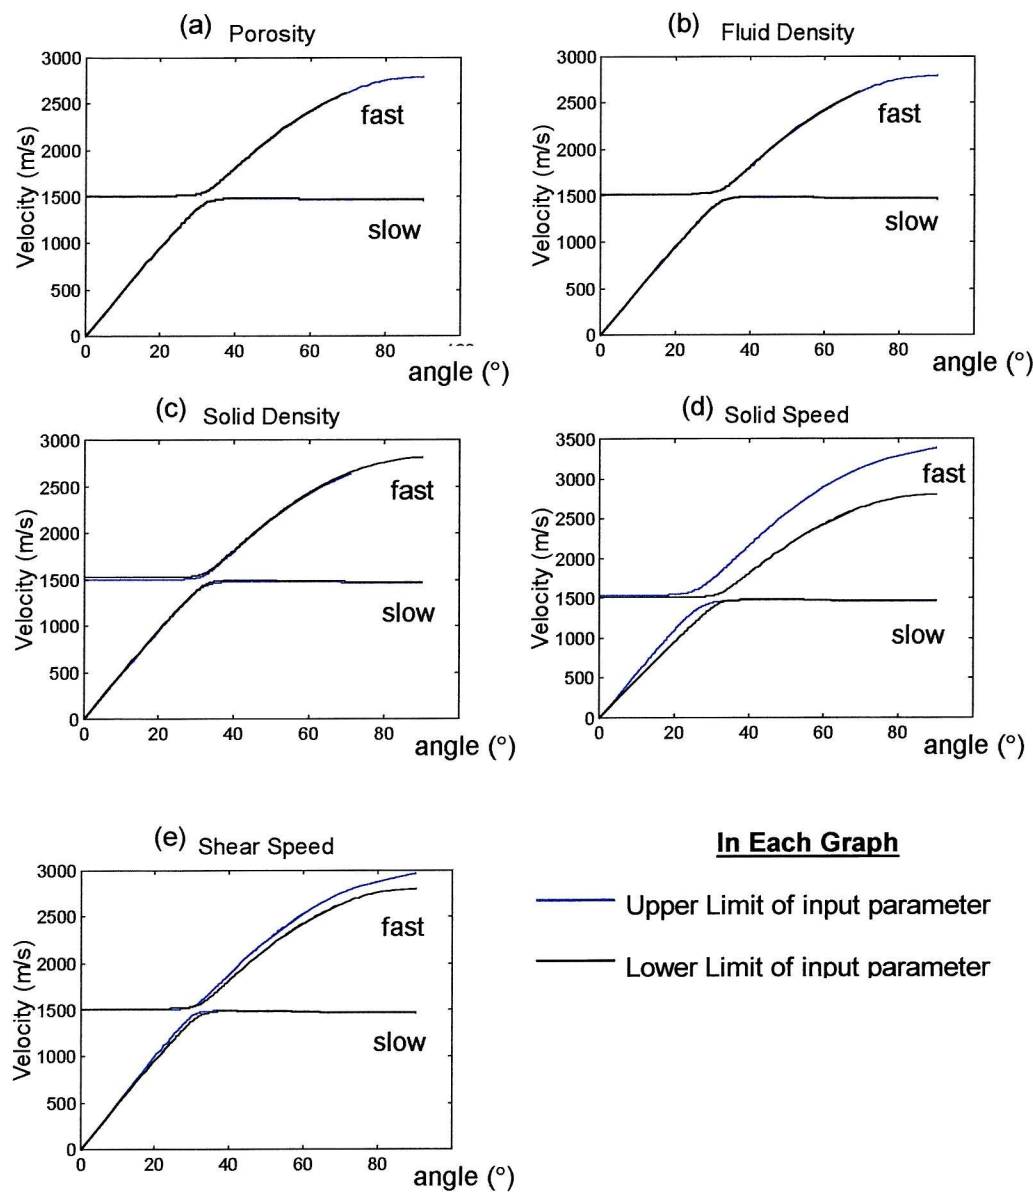 (a) Porosity
3000
2500
2000
1500
1000
500
0
Velocity (m/s)
fast
slow
0 20 40 60 80
angle (°)
(b) Fluid Density
3000
2500
2000
1500
1000
500
0
Velocity (m/s)
fast
slow
0 20 40 60 80
angle (°)
(c) Solid Density
3000
2500
2000
1500
1000
500
0
Velocity (m/s)
fast
slow
0 20 40 60 80
angle (°)
(d) Solid Speed
3500
3000
2500
2000
1500
1000
500
0
Velocity (m/s)
fast
slow
0 20 40 60 80
angle (°)
(e) Shear Speed
3000
2500
2000
1500
1000
500
0
Velocity (m/s)
fast
slow
0 20 40 60 80
angle (°)
In Each Graph
Upper Limit of input parameter
Lower Limit of input parameter